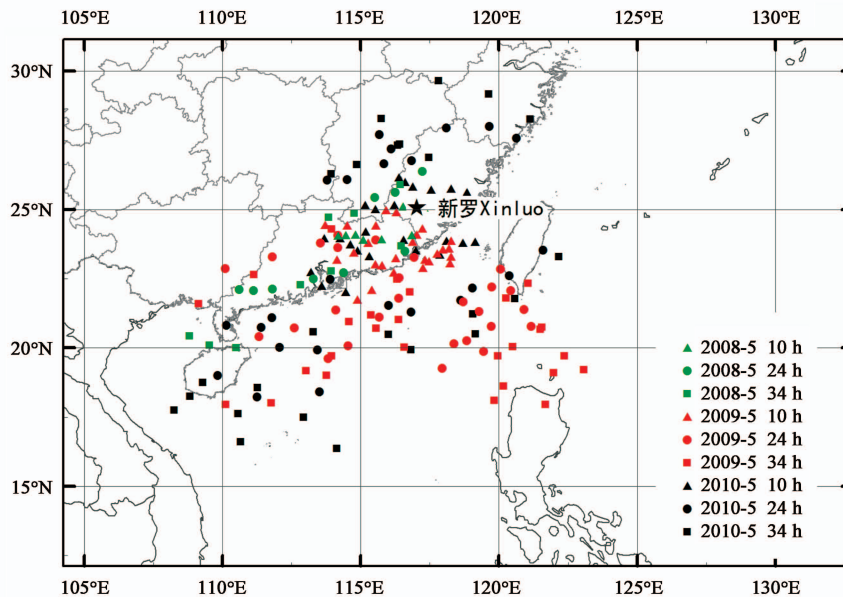 105°E 110°E 115°E 120°E 125°E 130°E
30°N
25°N
20°N
15°N
新罗Xinluo
2008-5 10 h
2008-5 24 h
2008-5 34 h
2009-5 10 h
2009-5 24 h
2009-5 34 h
2010-5 10 h
2010-5 24 h
2010-5 34 h
105°E 110°E 115°E 120°E 125°E 130°E